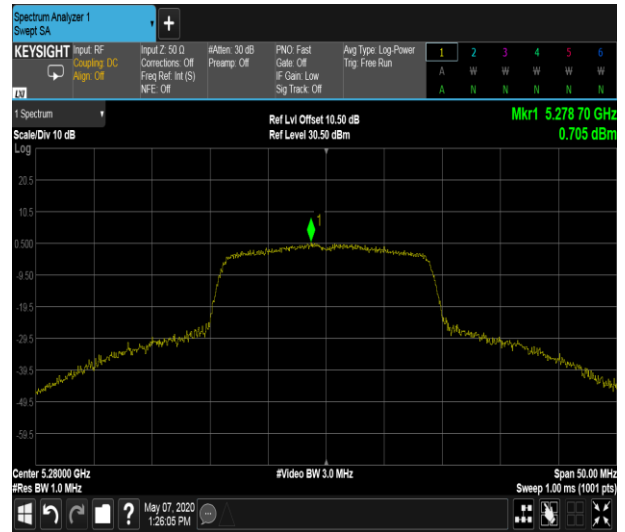 Spectrum Analyzer 1
Swept SA
+
KEYSIGHT
Input: RF
Coupling: DC
Align: Off
Input Z: 50 Ω
Corrections: Off
Freq Ref: Int (S)
NFE: Off
#Atten: 30 dB
Preamp: Off
PNO: Fast
Gate: Off
IF Gain: Low
Sig Track: Off
Avg Type: Log-Power
Trig: Free Run
1 2 3 4 5 6
A W W W W W
A N N N N N
LXI
1 Spectrum
Scale/Div 10 dB
Ref Lvl Offset 10.50 dB
Ref Level 30.50 dBm
Mkr1 5.278 70 GHz
0.705 dBm
Log
20.5
10.5
0.500
-9.50
-19.5
-29.5
-39.5
-49.5
-59.5
1
Center 5.28000 GHz
#Res BW 1.0 MHz
#Video BW 3.0 MHz
Span 50.00 MHz
Sweep 1.00 ms (1001 pts)
?
May 07, 2020
1:26:05 PM